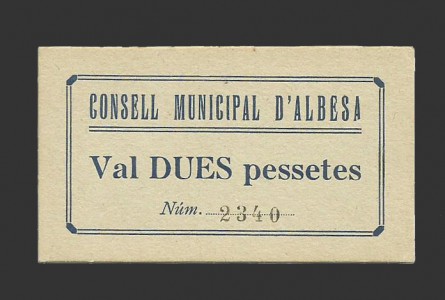 CONSELL MUNICIPAL D'ALBESA
Val DUES pessetes
Núm. 2340